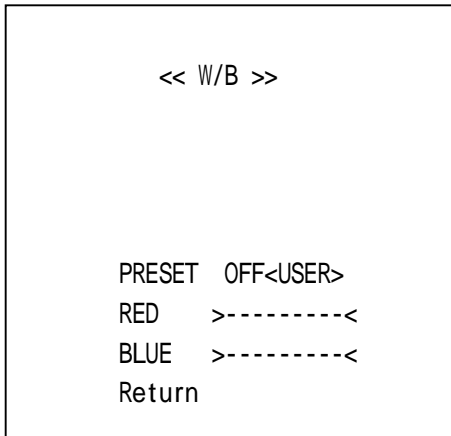 << W/B >>
PRESET OFF<USER>
RED >---------<
BLUE >---------<
Return